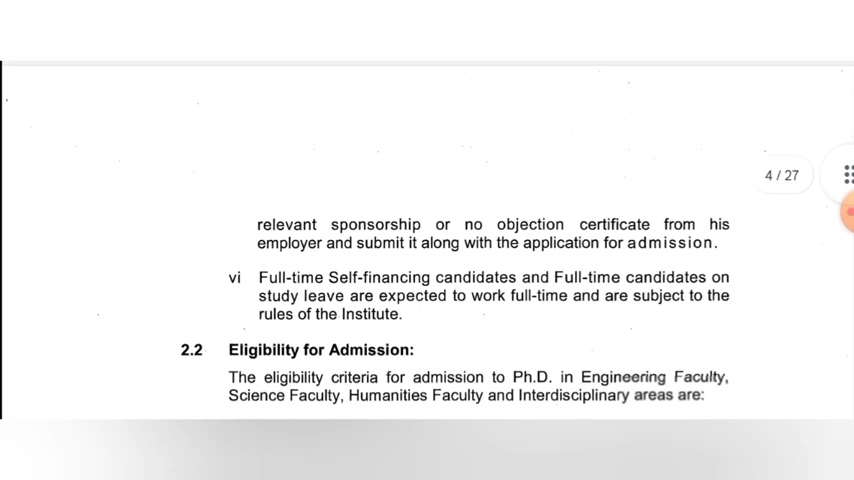 4 / 27
relevant sponsorship or no objection certificate from his
employer and submit it along with the application for admission.
vi Full-time Self-financing candidates and Full-time candidates on
study leave are expected to work full-time and are subject to the
rules of the Institute.
2.2 Eligibility for Admission:
The eligibility criteria for admission to Ph.D. in Engineering Faculty,
Science Faculty, Humanities Faculty and Interdisciplinary areas are: